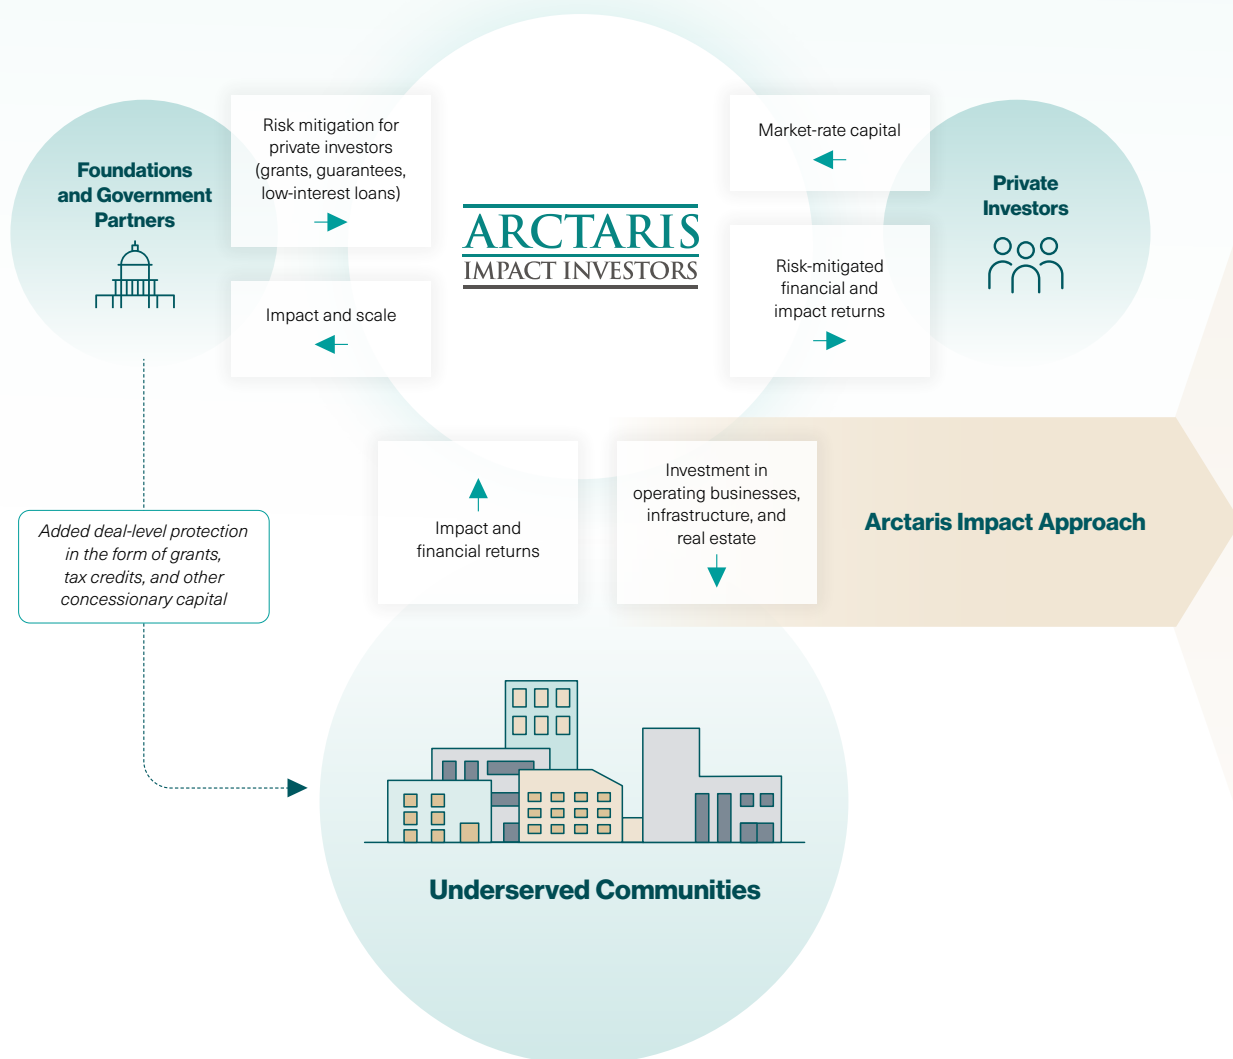 Foundations
and Government
Partners
Risk mitigation for
private investors
(grants, guarantees,
low-interest loans)
Impact and scale
ARCTARIS
IMPACT INVESTORS
Market-rate capital
Risk-mitigated
financial and
impact returns
Private
Investors
Added deal-level protection
in the form of grants,
tax credits, and other
concessionary capital
Impact and
financial returns
Investment in
operating businesses,
infrastructure, and
real estate
Arctaris Impact Approach
Underserved Communities